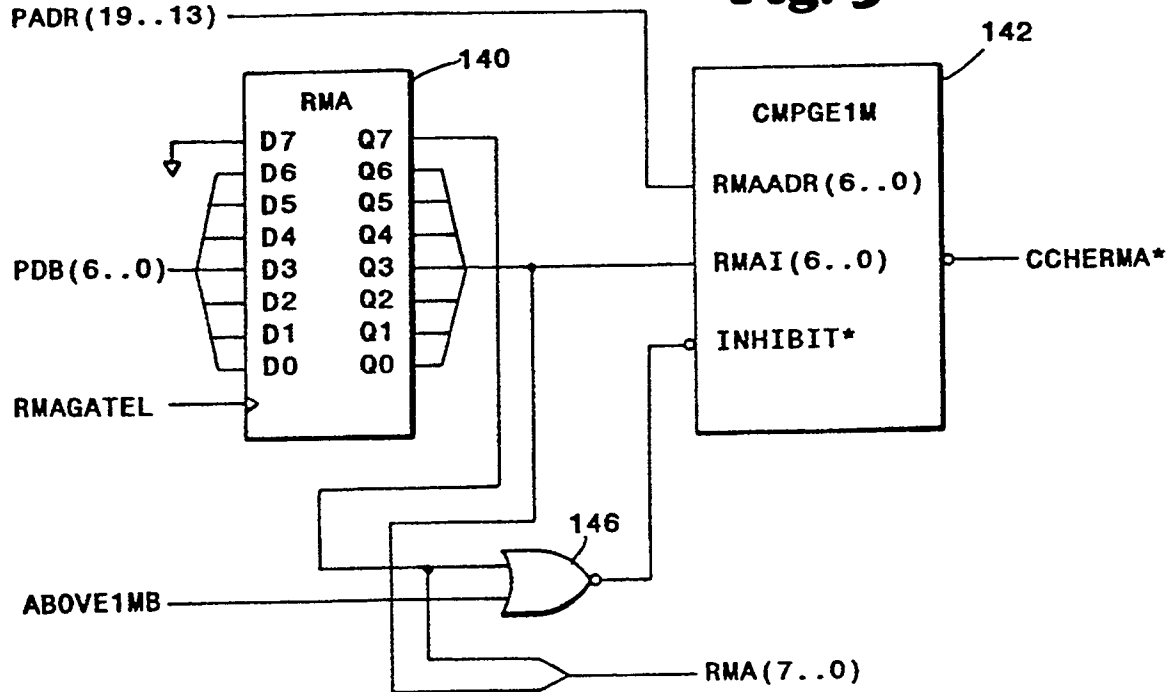 Fig. 5
PADR(19..13)
140
142
RMA
CMPGE1M
D7 Q7
D6 Q6
D5 Q5
D4 Q4
D3 Q3
D2 Q2
D1 Q1
D0 Q0
PDB(6..0)
RMAGATEL
RMAADR(6..0)
RMAI(6..0)
INHIBIT*
CCHERMA*
146
ABOVE1MB
RMA(7..0)